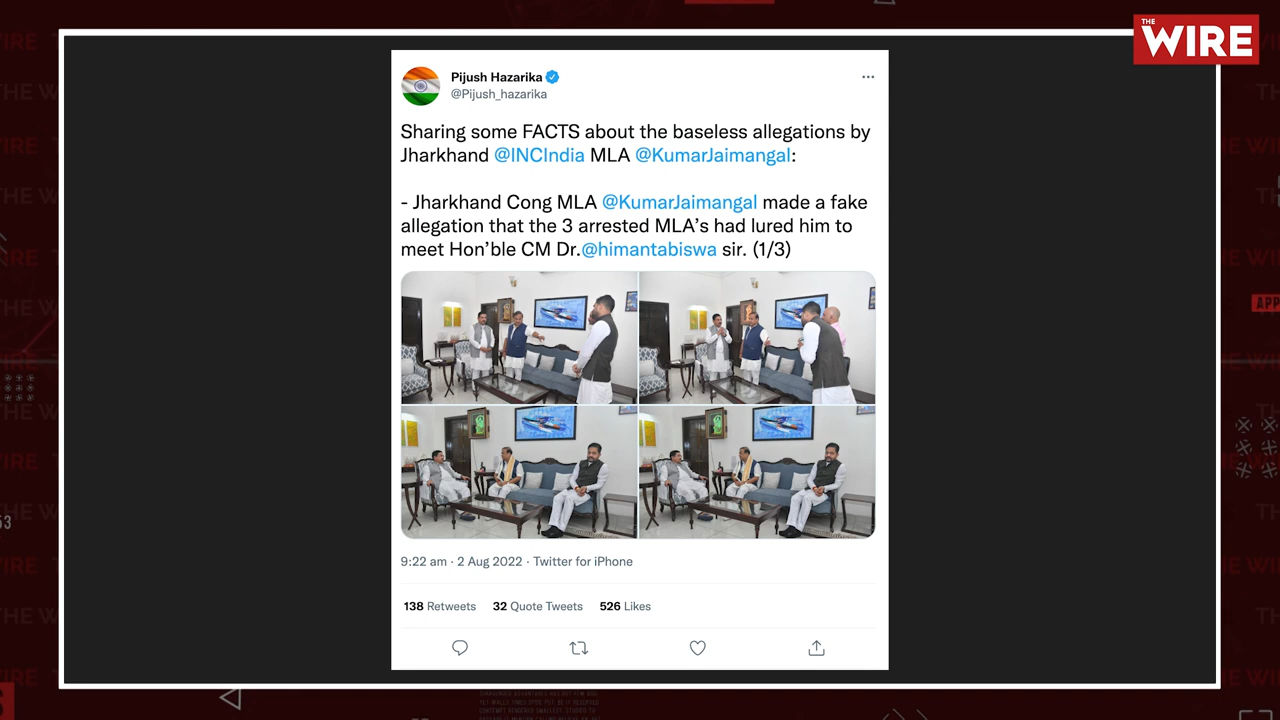 THE
WIRE
Pijush Hazarika
@Pijush_hazarika
Sharing some FACTS about the baseless allegations by
Jharkhand @INCIndia MLA @KumarJaimangal:
- Jharkhand Cong MLA @KumarJaimangal made a fake
allegation that the 3 arrested MLA’s had lured him to
meet Hon’ble CM Dr.@himantabiswa sir. (1/3)
9:22 am · 2 Aug 2022 · Twitter for iPhone
138 Retweets 32 Quote Tweets 526 Likes